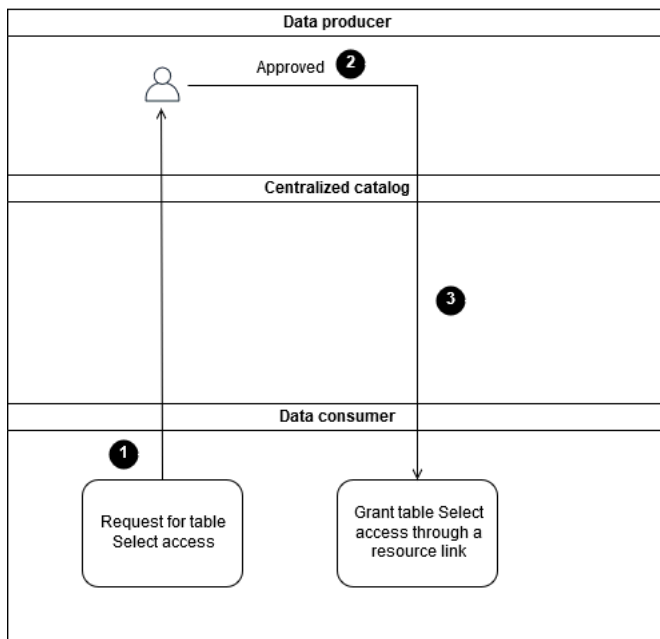 Data producer
Approved
2
Centralized catalog
3
Data consumer
1
Request for table
Select access
Grant table Select
access through a
resource link